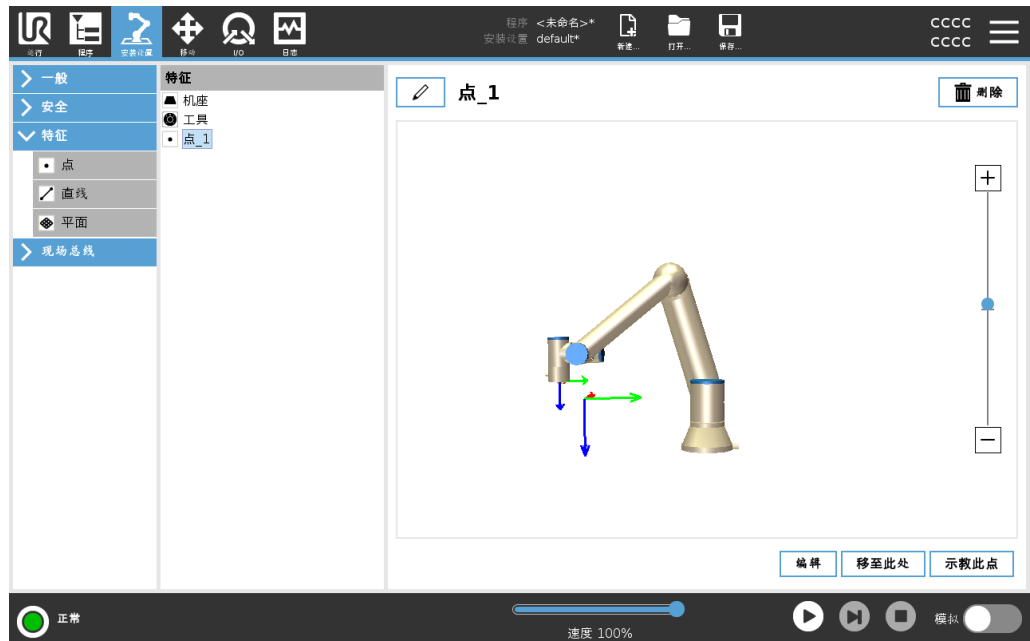 UR
运行
程序
安装设置
移动
I/O
日志
程序 <未命名>*
安装设置 default*
新建...
打开...
保存...
CCCC
CCCC
一般
安全
特征
点
直线
平面
现场总线
特征
机座
工具
点_1
点_1
删除
编辑
移至此处
示教此点
正常
速度 100%
模拟